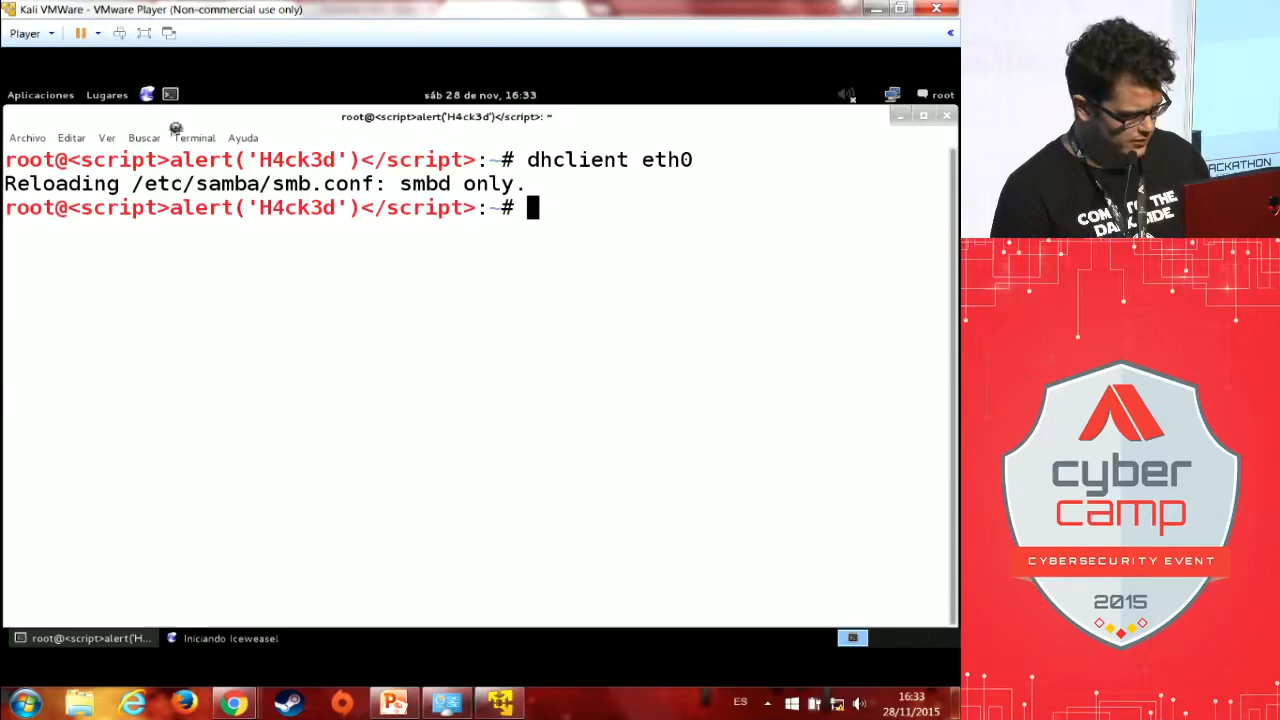 Kali VMWare - VMware Player (Non-commercial use only)
Player
Aplicaciones Lugares sáb 28 de nov, 16:33 root
root@<script>alert('H4ck3d')</script>: ~
Archivo Editar Ver Buscar Terminal Ayuda
root@<script>alert('H4ck3d')</script>:~# dhclient eth0
Reloading /etc/samba/smb.conf: smbd only.
root@<script>alert('H4ck3d')</script>:~#
root@<script>alert('H... Iniciando Iceweasel
ES 16:33
28/11/2015
HACKATHON
COME TO THE
DARK SIDE
cyber
camp
CYBERSECURITY EVENT
2015